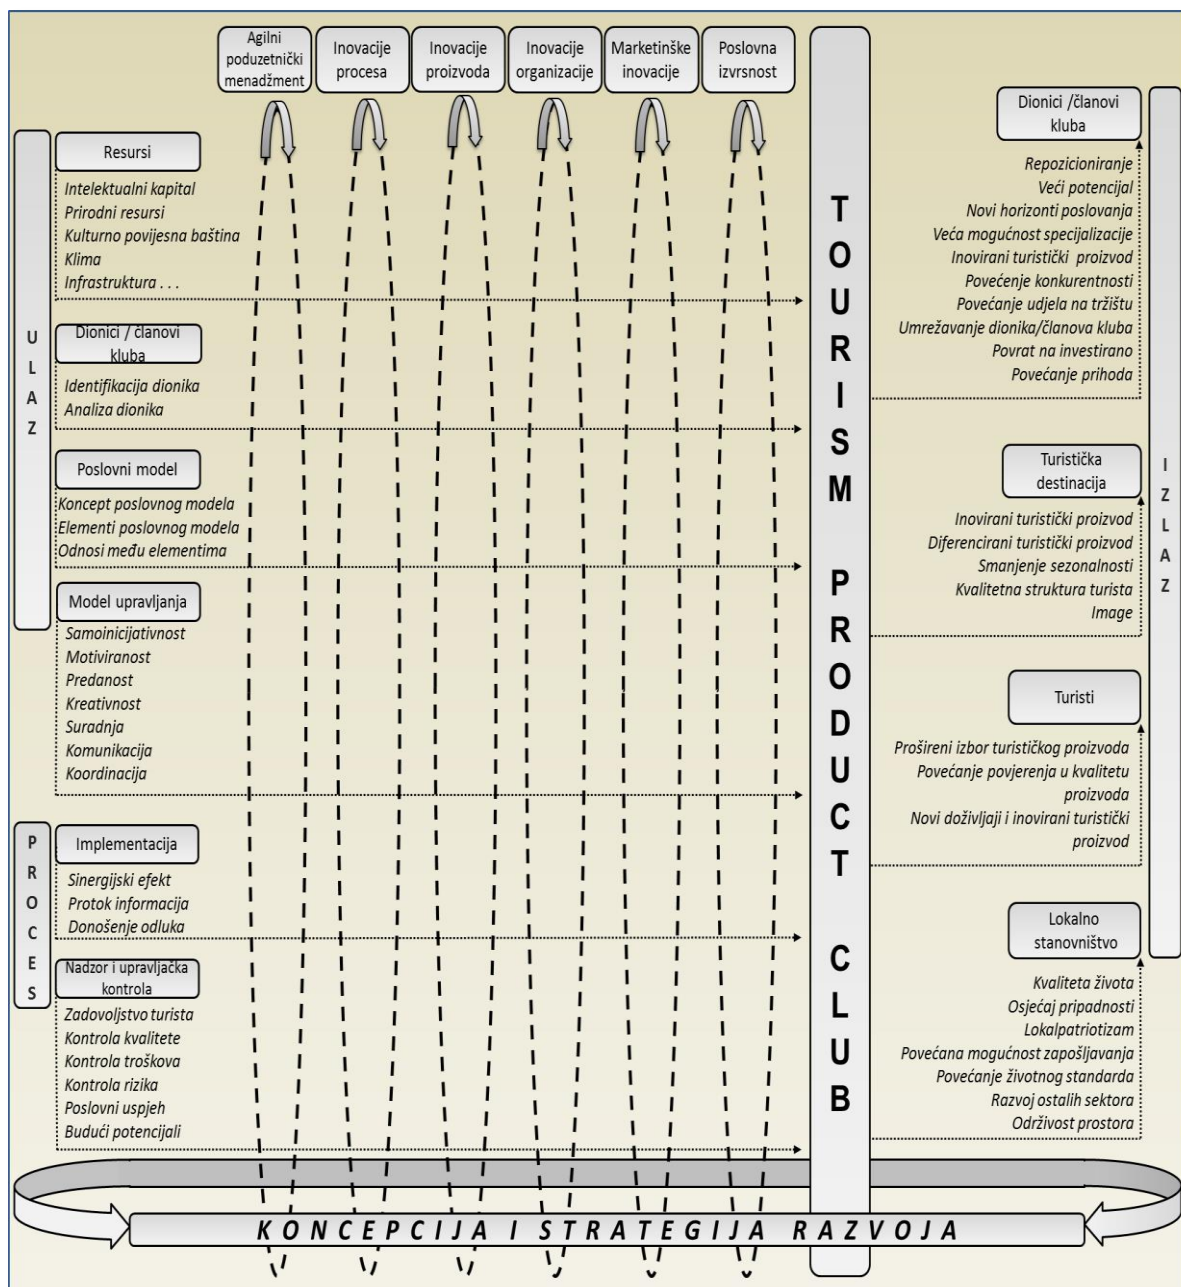 Agilni
poduzetnički
menadžment
Inovacije
procesa
Inovacije
proizvoda
Inovacije
organizacije
Marketinške
inovacije
Poslovna
izvrsnost
ULAZ
Resursi
Intelektualni kapital
Prirodni resursi
Kulturno povijesna baština
Klima
Infrastruktura . . .
Dionici / članovi
kluba
Identifikacija dionika
Analiza dionika
Poslovni model
Koncept poslovnog modela
Elementi poslovnog modela
Odnosi među elementima
Model upravljanja
Samoinicijativnost
Motiviranost
Predanost
Kreativnost
Suradnja
Komunikacija
Koordinacija
PROCES
Implementacija
Sinergijski efekt
Protok informacija
Donošenje odluka
Nadzor i upravljačka
kontrola
Zadovoljstvo turista
Kontrola kvalitete
Kontrola troškova
Kontrola rizika
Poslovni uspjeh
Budući potencijali
TOURISM PRODUCT CLUB
IZLAZ
Dionici /članovi
kluba
Repozicioniranje
Veći potencijal
Novi horizonti poslovanja
Veća mogućnost specijalizacije
Inovirani turistički proizvod
Povećenje konkurentnosti
Povećanje udjela na tržištu
Umrežavanje dionika/članova kluba
Povrat na investirano
Povećanje prihoda
Turistička
destinacija
Inovirani turistički proizvod
Diferencirani turistički proizvod
Smanjenje sezonalnosti
Kvalitetna struktura turista
Image
Turisti
Prošireni izbor turističkog proizvoda
Povećanje povjerenja u kvalitetu
proizvoda
Novi doživljaji i inovirani turistički
proizvod
Lokalno
stanovništvo
Kvaliteta života
Osjećaj pripadnosti
Lokalpatriotizam
Povećana mogućnost zapošljavanja
Povećanje životnog standarda
Razvoj ostalih sektora
Održivost prostora
KONCEPCIJA I STRATEGIJA RAZVOJA